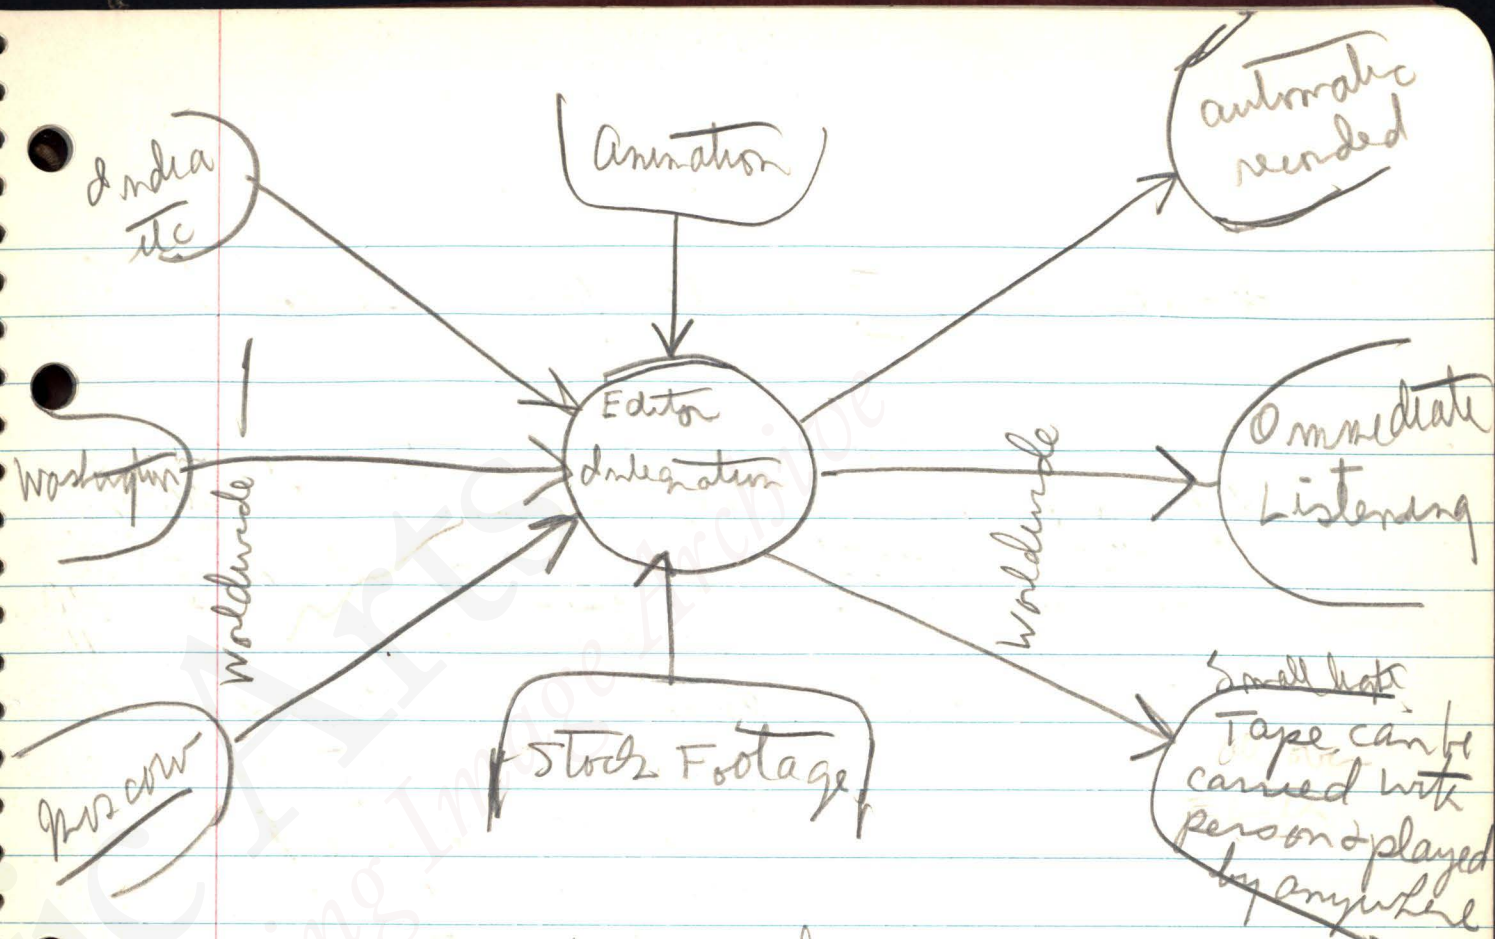 India
etc
Animation
automatic
recorded
Editor
Integration
Washington
Worldwide
Worldwide
Immediate
Listening
Moscow
Stock Footage
Small
Tape can be
carried with
person & played
by anywhere